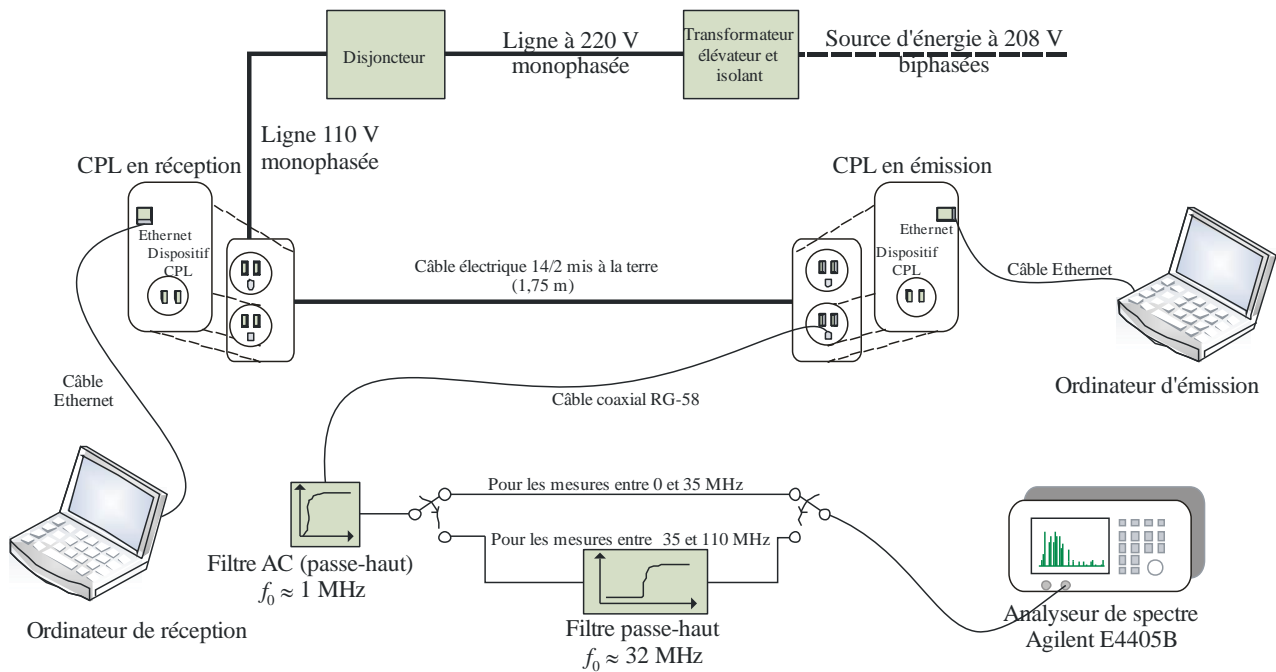 Disjoncteur
Ligne à 220 V
monophasée
Transformateur
élévateur et
isolant
Source d'énergie à 208 V
biphasées
Ligne 110 V
monophasée
CPL en réception
CPL en émission
Ethernet
Dispositif
CPL
Ethernet
Dispositif
CPL
Câble électrique 14/2 mis à la terre
(1,75 m)
Câble Ethernet
Câble
Ethernet
Câble coaxial RG-58
Ordinateur d'émission
Pour les mesures entre 0 et 35 MHz
Pour les mesures entre 35 et 110 MHz
Filtre AC (passe-haut)
f₀ ≈ 1 MHz
Filtre passe-haut
f₀ ≈ 32 MHz
Analyseur de spectre
Agilent E4405B
Ordinateur de réception